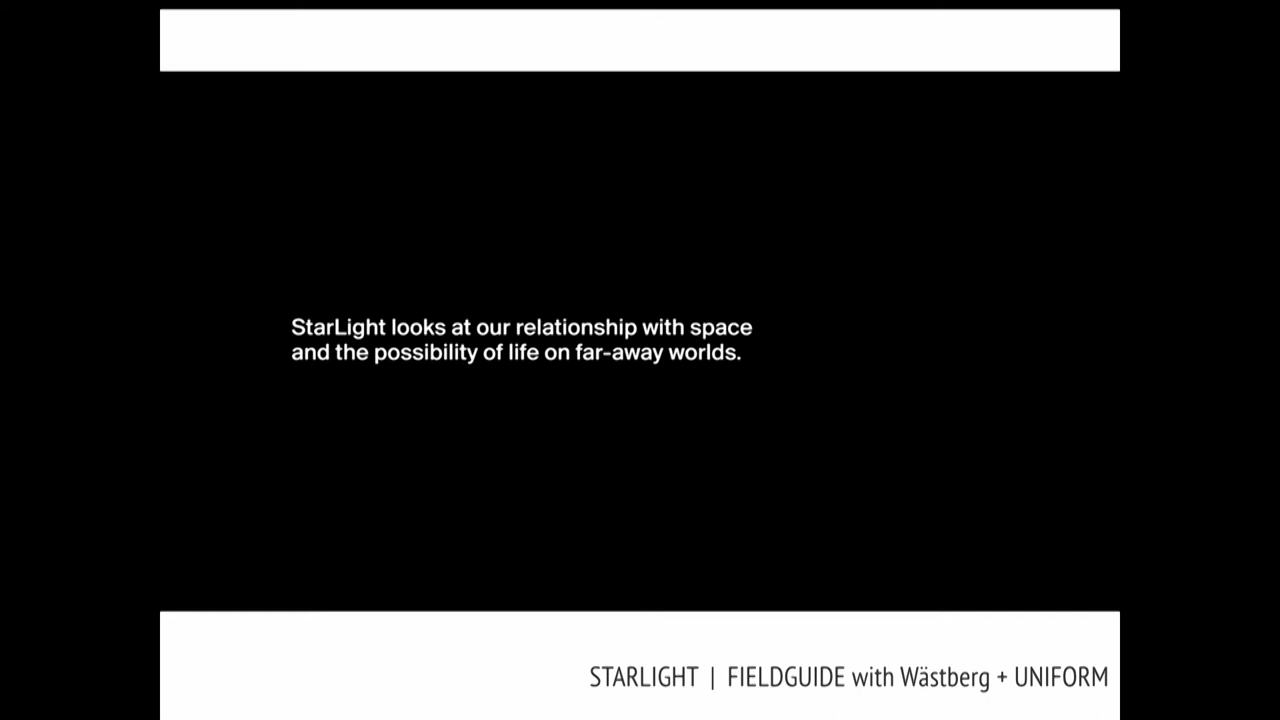 StarLight looks at our relationship with space
and the possibility of life on far-away worlds.
STARLIGHT | FIELDGUIDE with Wästberg + UNIFORM